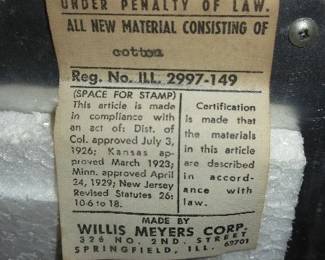 UNDER PENALTY OF LAW.
ALL NEW MATERIAL CONSISTING OF
cotton
Reg. No. ILL. 2997-149
(SPACE FOR STAMP)
This article is made
in compliance with
an act of: Dist. of
Col. approved July 3,
1926; Kansas ap-
proved March 1923;
Minn. approved April
24, 1929; New Jersey
Revised Statutes 26:
10-6 to 18.
Certification
is made that
the materials
in this article
are described
in accord-
ance with
law.
MADE BY
WILLIS MEYERS CORP.
326 NO. 2ND. STREET
SPRINGFIELD, ILL. 62701